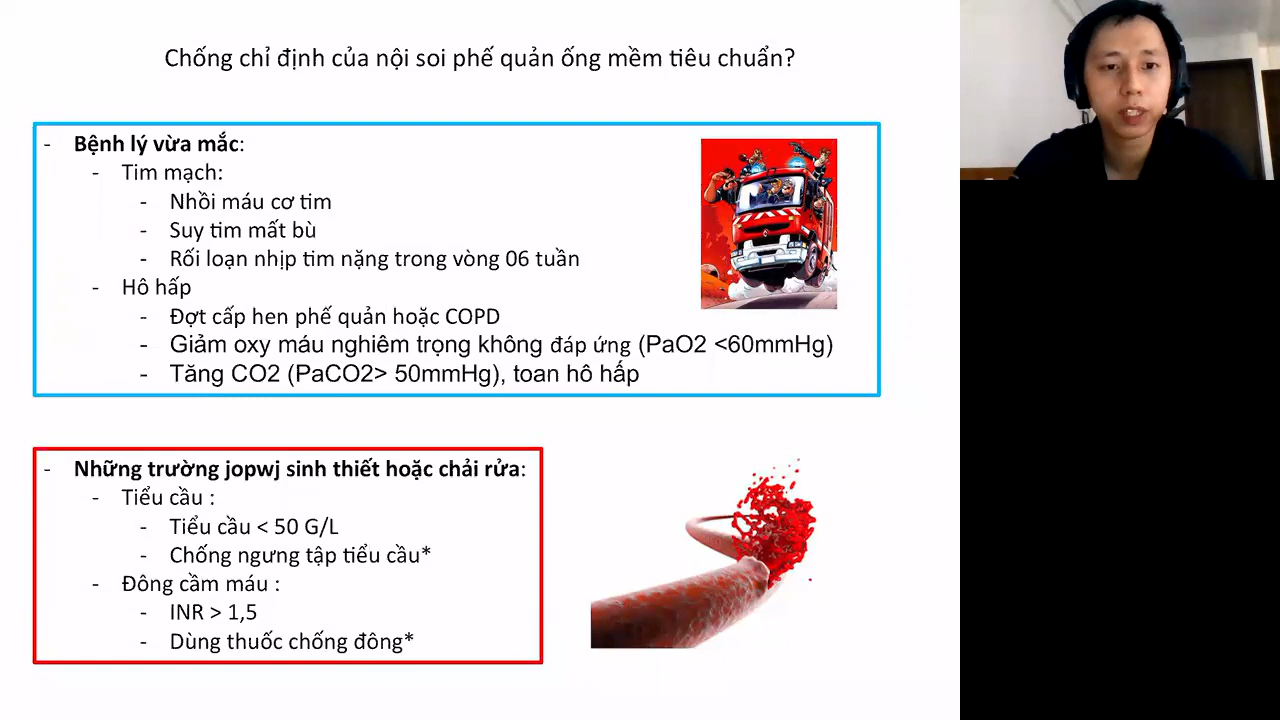 Chống chỉ định của nội soi phế quản ống mềm tiêu chuẩn?
- Bệnh lý vừa mắc:
- Tim mạch:
- Nhồi máu cơ tim
- Suy tim mất bù
- Rối loạn nhịp tim nặng trong vòng 06 tuần
- Hô hấp
- Đợt cấp hen phế quản hoặc COPD
- Giảm oxy máu nghiêm trọng không đáp ứng (PaO2 <60mmHg)
- Tăng CO2 (PaCO2> 50mmHg), toan hô hấp
- Những trường jopwj sinh thiết hoặc chải rửa:
- Tiểu cầu :
- Tiểu cầu < 50 G/L
- Chống ngưng tập tiểu cầu*
- Đông cầm máu :
- INR > 1,5
- Dùng thuốc chống đông*